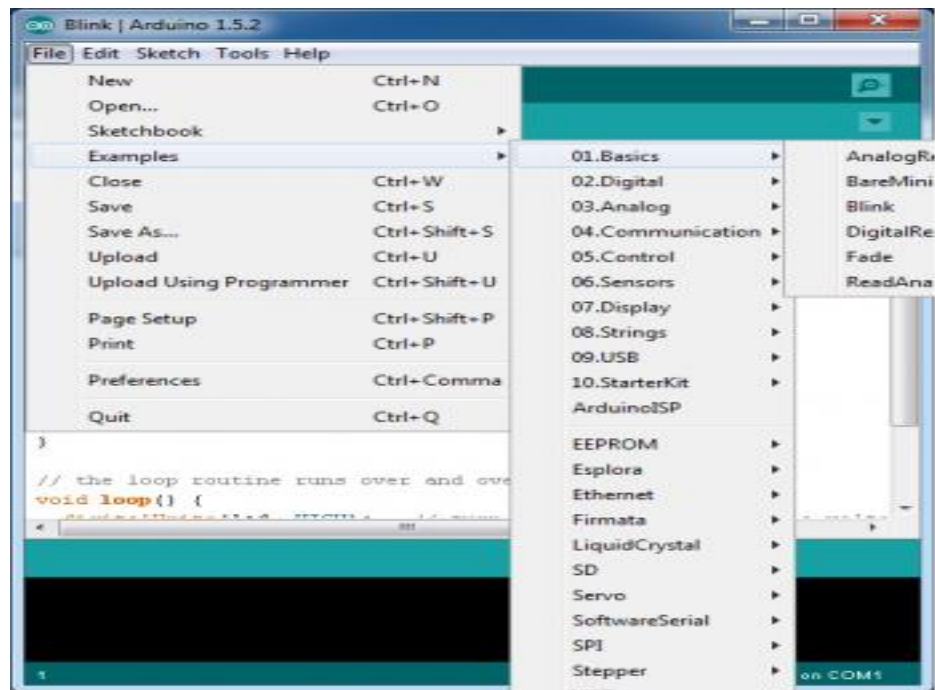 Blink | Arduino 1.5.2
File Edit Sketch Tools Help
New Ctrl+N
Open... Ctrl+O
Sketchbook
Examples
Close Ctrl+W
Save Ctrl+S
Save As... Ctrl+Shift+S
Upload Ctrl+U
Upload Using Programmer Ctrl+Shift+U
Page Setup Ctrl+Shift+P
Print Ctrl+P
Preferences Ctrl+Comma
Quit Ctrl+Q
01.Basics
02.Digital
03.Analog
04.Communication
05.Control
06.Sensors
07.Display
08.Strings
09.USB
10.StarterKit
ArduinoISP
EEPROM
Esplora
Ethernet
Firmata
LiquidCrystal
SD
Servo
SoftwareSerial
SPI
Stepper
AnalogRe
BareMini
Blink
DigitalRe
Fade
ReadAna
}
// the loop routine runs over and ove
void loop() {
1
on COM1